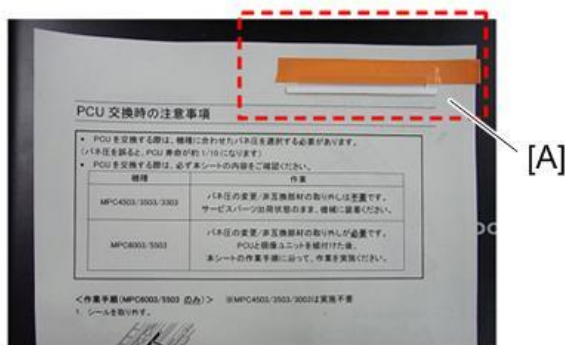 [A]
PCU 交換時の注意事項
• PCU を交換する際は、機種に合わせたバネ圧を選択する必要があります。
(バネ圧を誤ると、PCU 寿命が約 1/10 になります)
• PCU を交換する際は、必ず本シートの内容をご確認ください。
機種 作業
MPC4503/3503/3303 バネ圧の変更/非互換部材の取り外しは不要です。
サービスパーツ出荷状態のまま、機械に装着ください。
MPC6003/5503 バネ圧の変更/非互換部材の取り外しが必要です。
PCUと現像ユニットを組付けた後、
本シートの作業手順に沿って、作業を実施ください。
<作業手順(MPC6003/5503 のみ)> ※MPC4503/3503/3003は実施不要
1. シールを取り外す。